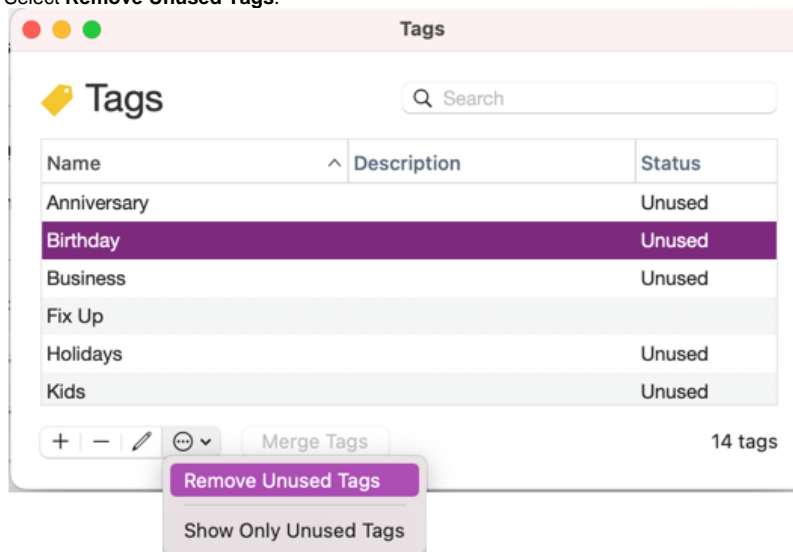 Select Remove Unused Tags.
Tags
Tags
Search
Name Description Status
Anniversary Unused
Birthday Unused
Business Unused
Fix Up
Holidays Unused
Kids Unused
Merge Tags 14 tags
Remove Unused Tags
Show Only Unused Tags